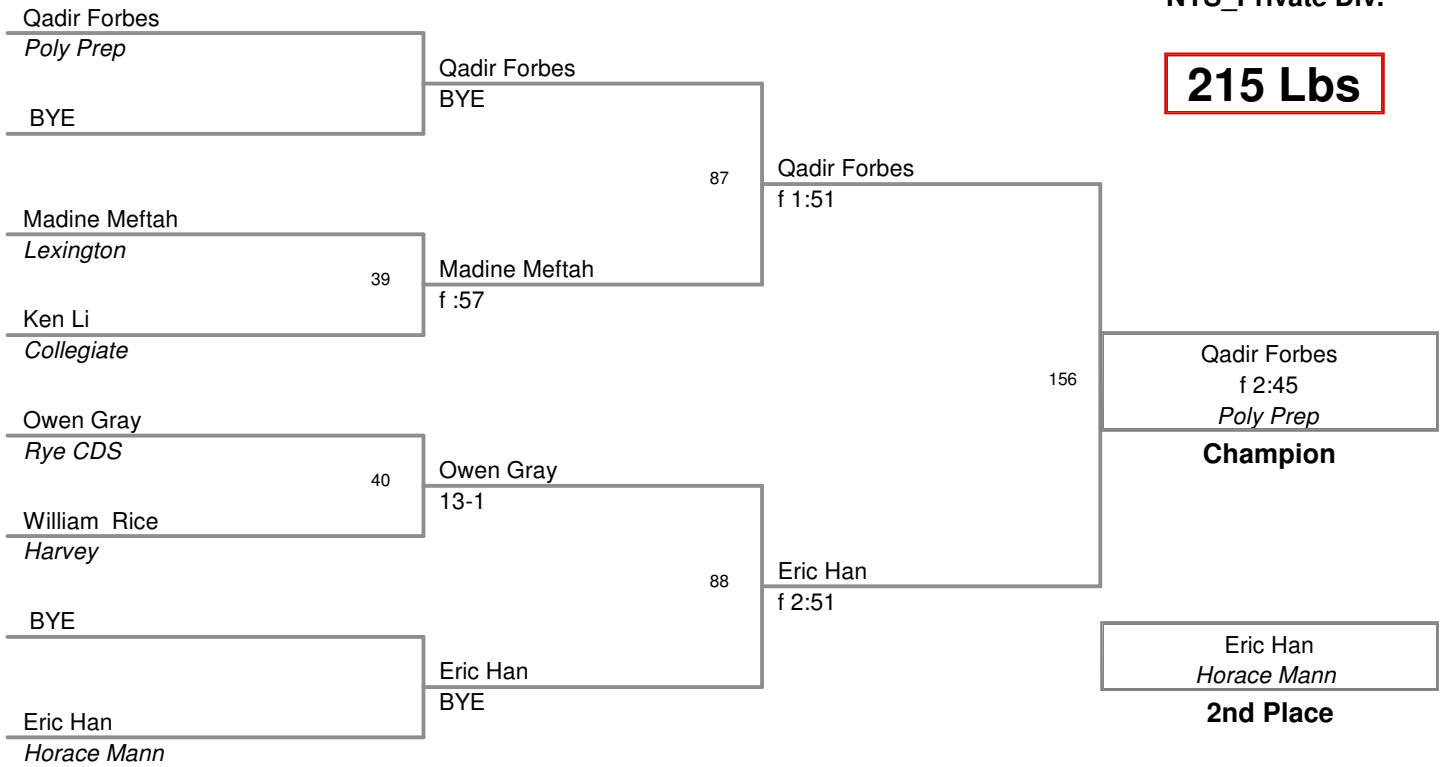 NYS_Private Div.
215 Lbs
Qadir Forbes
Poly Prep
BYE
Madine Meftah
Lexington
39
Ken Li
Collegiate
Owen Gray
Rye CDS
40
William Rice
Harvey
BYE
Eric Han
Horace Mann
Qadir Forbes
BYE
87
Madine Meftah
f :57
Owen Gray
13-1
88
Eric Han
BYE
Qadir Forbes
f 1:51
156
Eric Han
f 2:51
Qadir Forbes
f 2:45
Poly Prep
Champion
Eric Han
Horace Mann
2nd Place